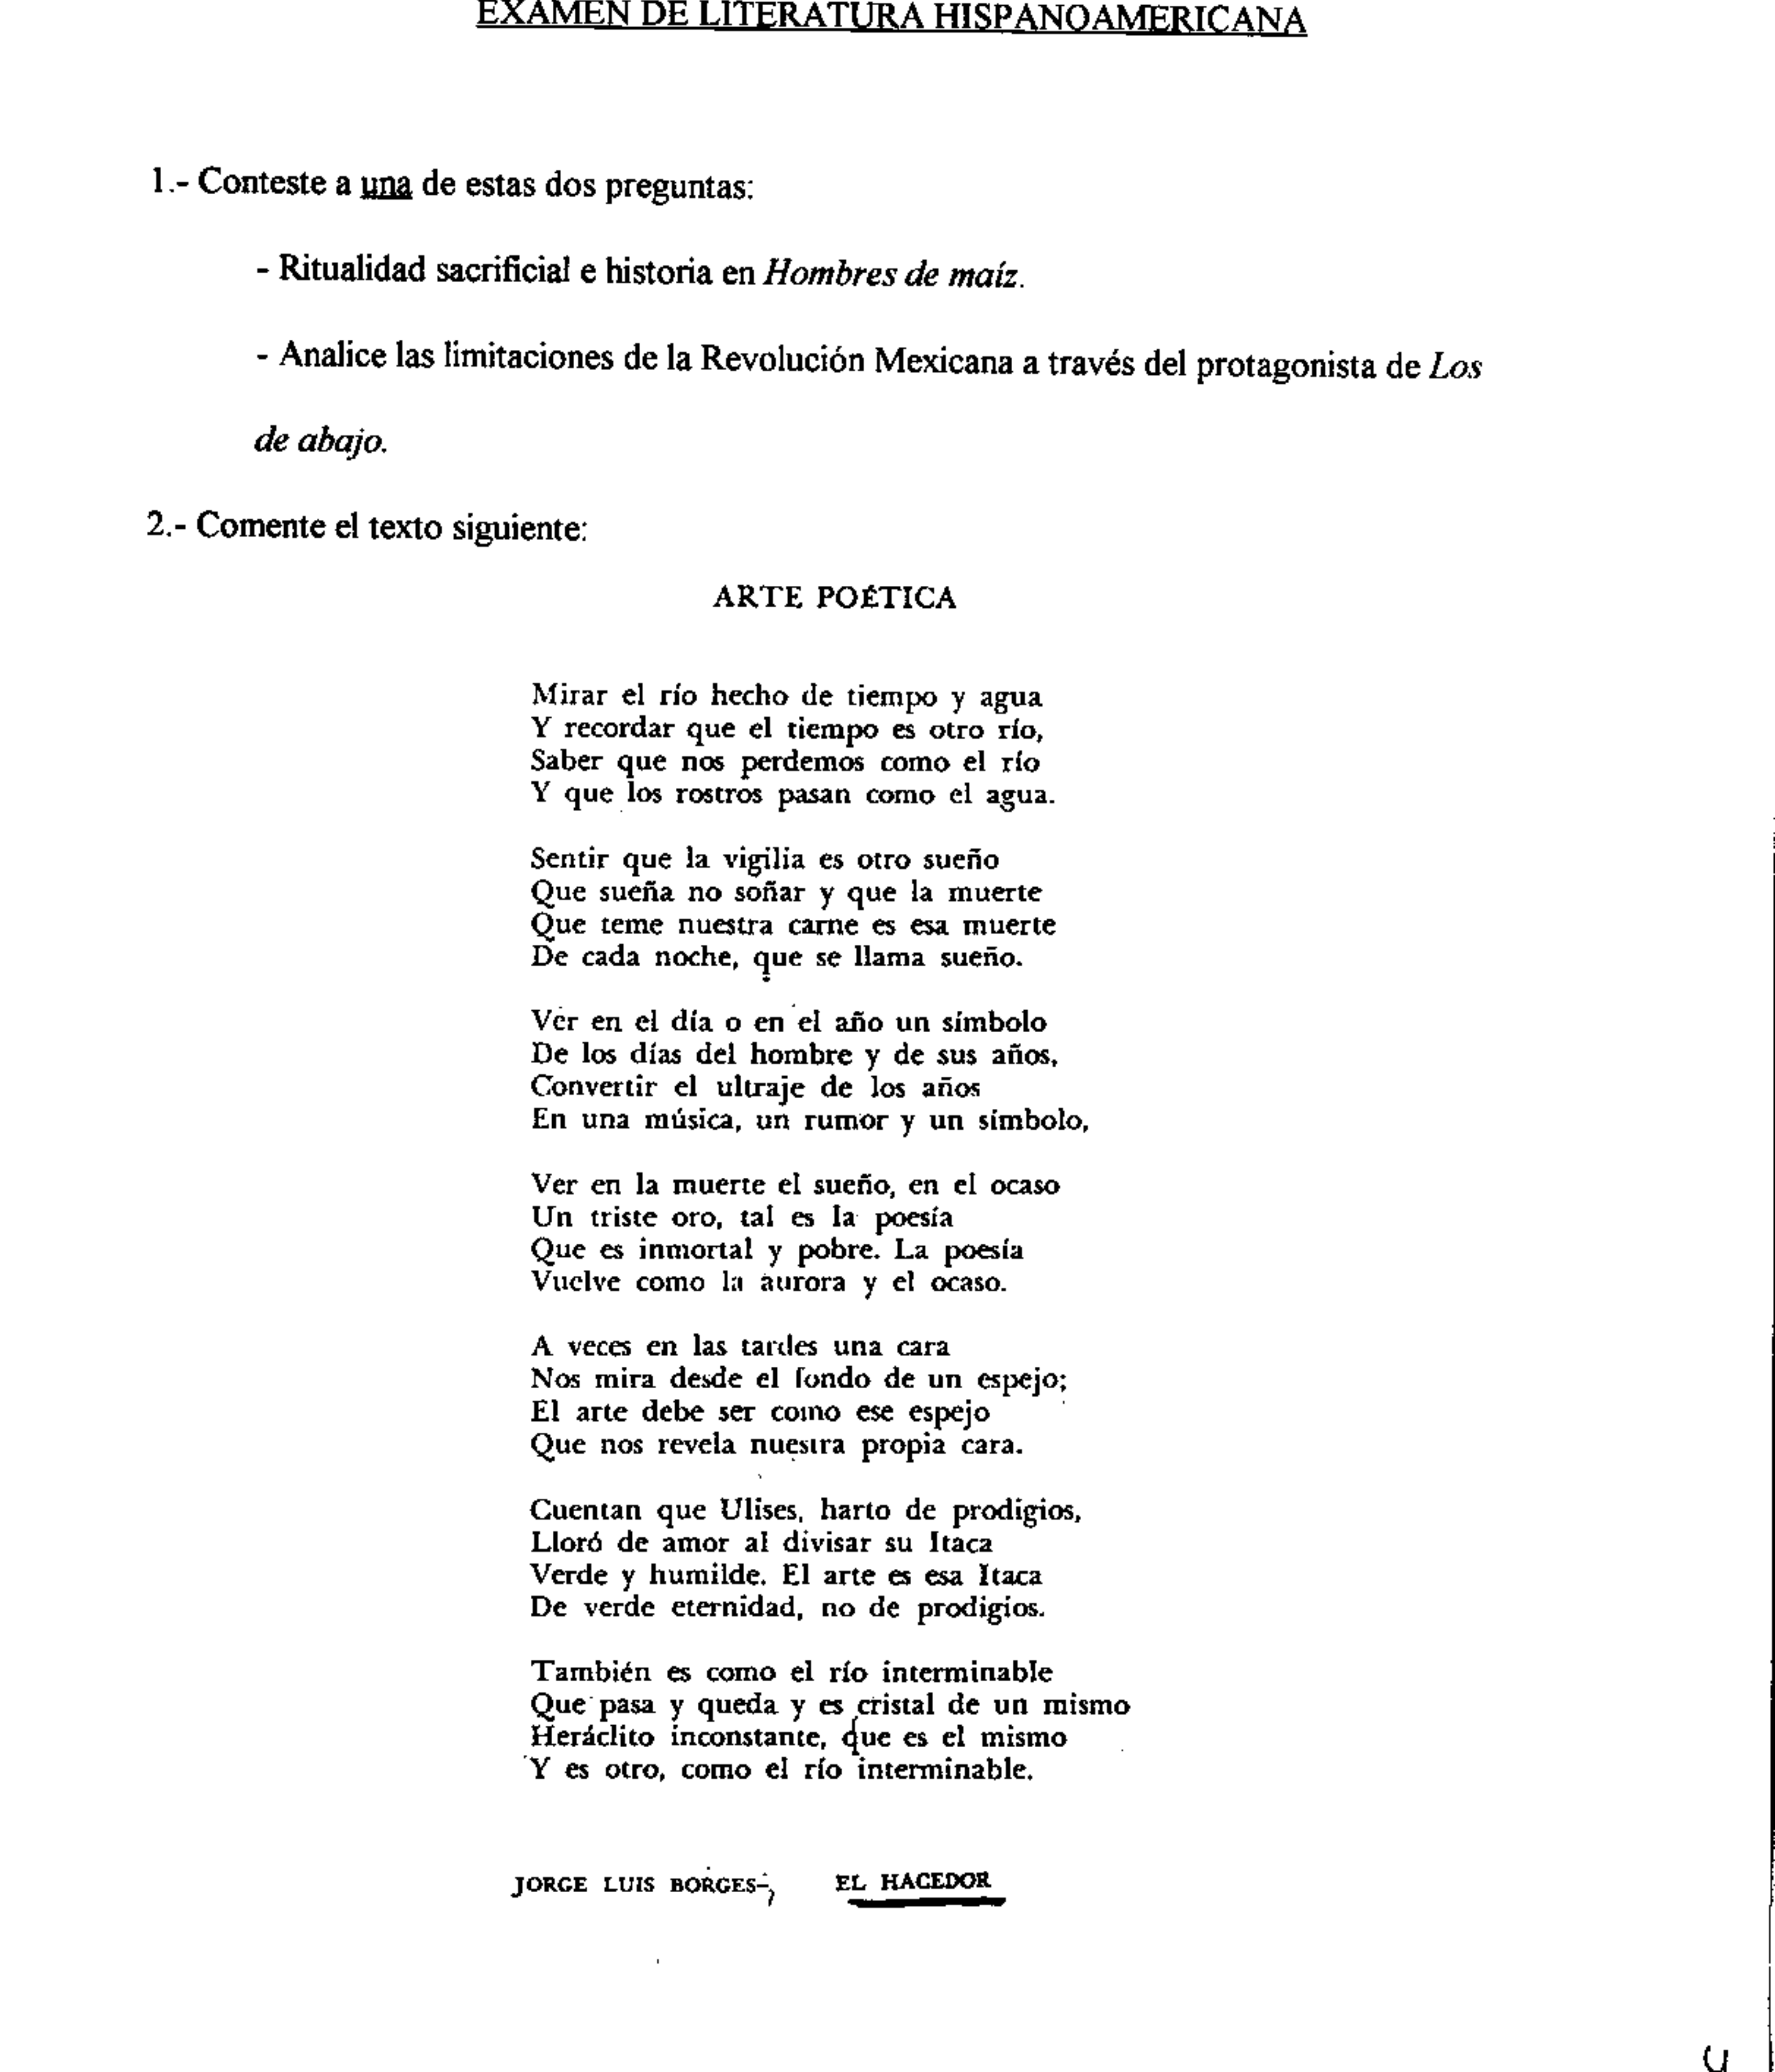 EXAMEN DE LITERATURA HISPANOAMERICANA
1.- Conteste a una de estas dos preguntas:
- Ritualidad sacrificial e historia en Hombres de maíz.
- Analice las limitaciones de la Revolución Mexicana a través del protagonista de Los
de abajo.
2.- Comente el texto siguiente:
ARTE POÉTICA
Mirar el río hecho de tiempo y agua
Y recordar que el tiempo es otro río,
Saber que nos perdemos como el río
Y que los rostros pasan como el agua.
Sentir que la vigilia es otro sueño
Que sueña no soñar y que la muerte
Que teme nuestra carne es esa muerte
De cada noche, que se llama sueño.
Ver en el día o en el año un símbolo
De los días del hombre y de sus años,
Convertir el ultraje de los años
En una música, un rumor y un símbolo,
Ver en la muerte el sueño, en el ocaso
Un triste oro, tal es la poesía
Que es inmortal y pobre. La poesía
Vuelve como la aurora y el ocaso.
A veces en las tardes una cara
Nos mira desde el fondo de un espejo;
El arte debe ser como ese espejo
Que nos revela nuestra propia cara.
Cuentan que Ulises, harto de prodigios,
Lloró de amor al divisar su Itaca
Verde y humilde. El arte es esa Itaca
De verde eternidad, no de prodigios.
También es como el río interminable
Que pasa y queda y es cristal de un mismo
Heráclito inconstante, que es el mismo
Y es otro, como el río interminable.
JORGE LUIS BORGES-, EL HACEDOR